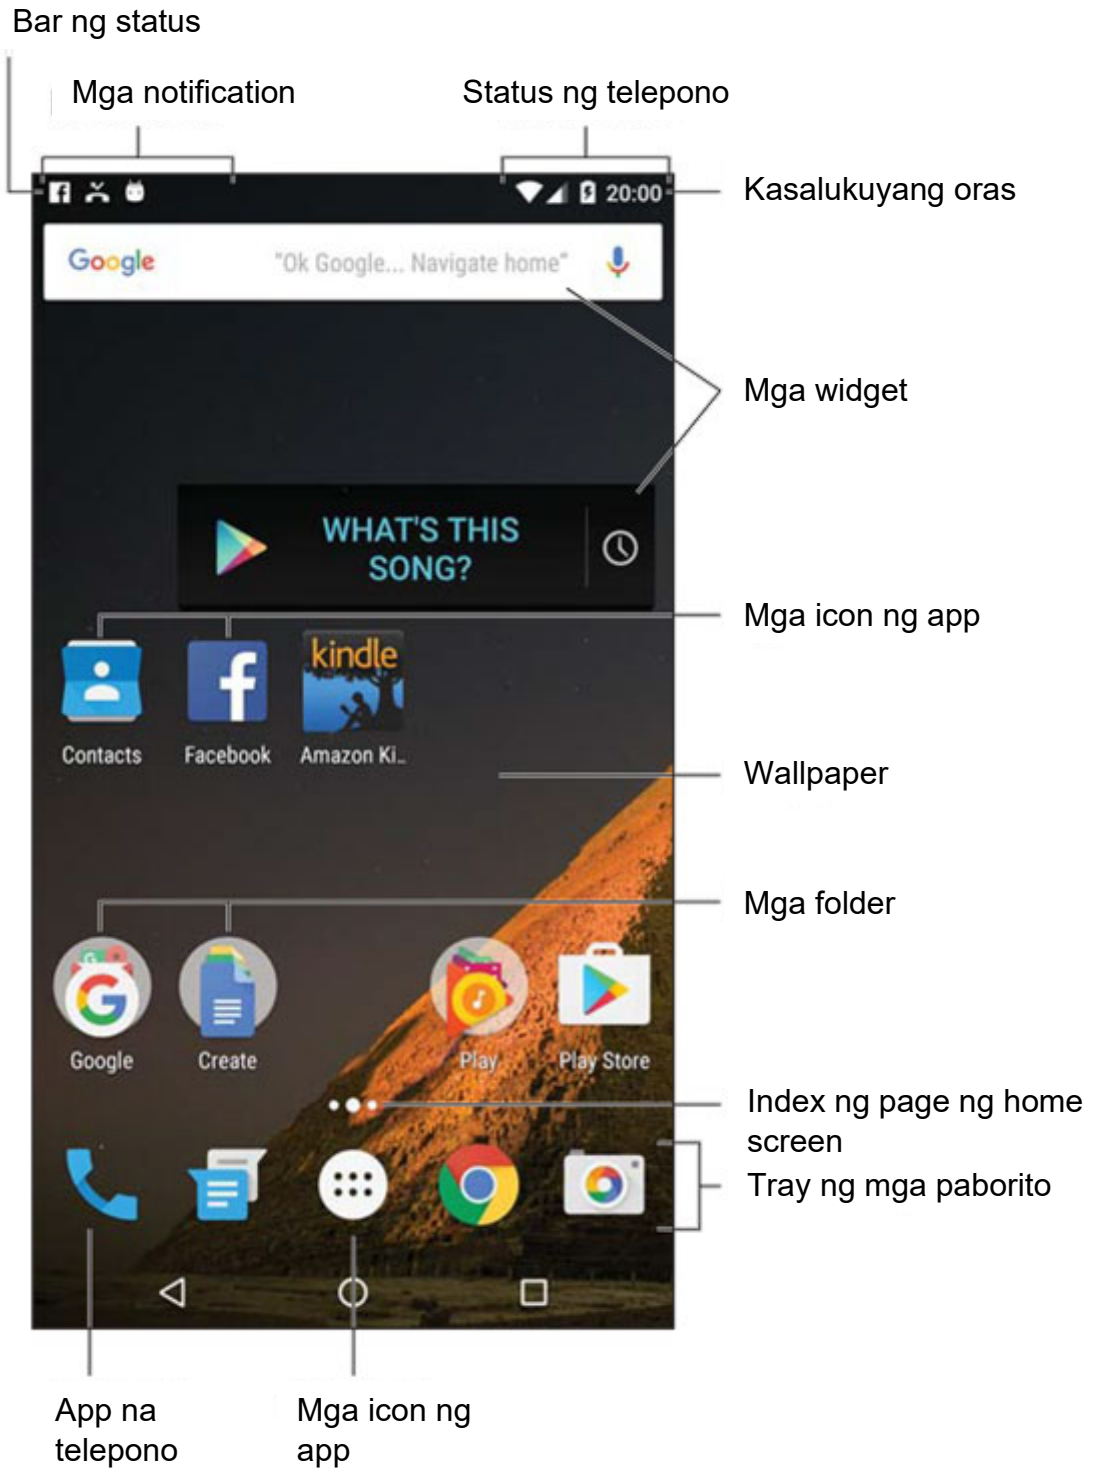 Bar ng status
Mga notification
Status ng telepono
20:00
Kasalukuyang oras
Google
"Ok Google... Navigate home"
Mga widget
WHAT'S THIS
SONG?
Mga icon ng app
kindle
Contacts
Facebook
Amazon Ki..
Wallpaper
Mga folder
Google
Create
Play
Play Store
Index ng page ng home
screen
Tray ng mga paborito
App na
telepono
Mga icon ng
app